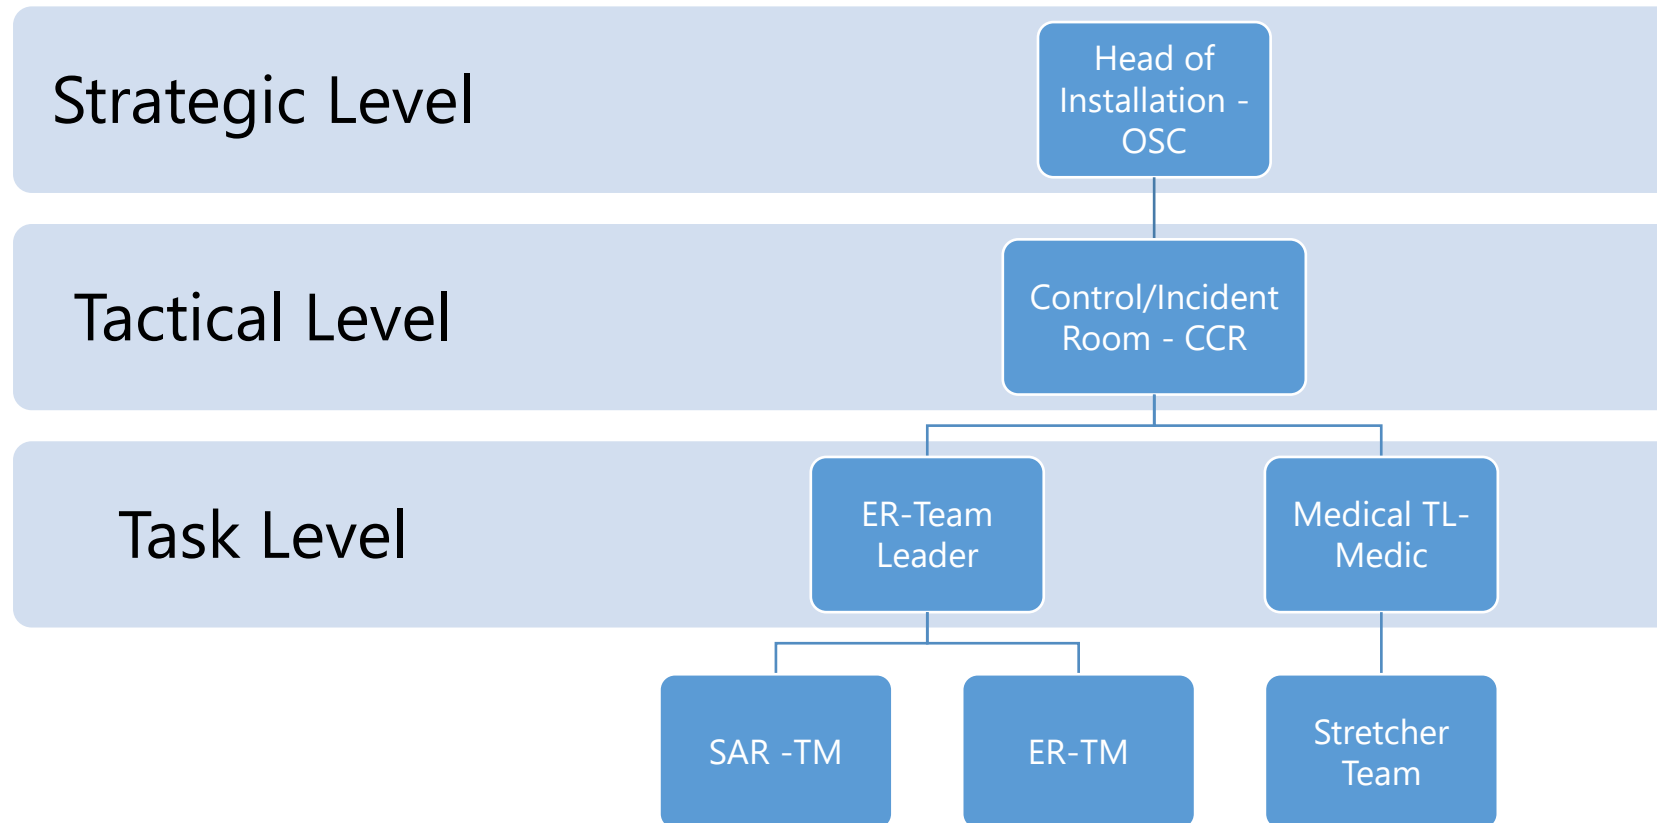 Strategic Level
Head of
Installation -
OSC
Tactical Level
Control/Incident
Room - CCR
Task Level
ER-Team
Leader
Medical TL-
Medic
SAR -TM
ER-TM
Stretcher
Team